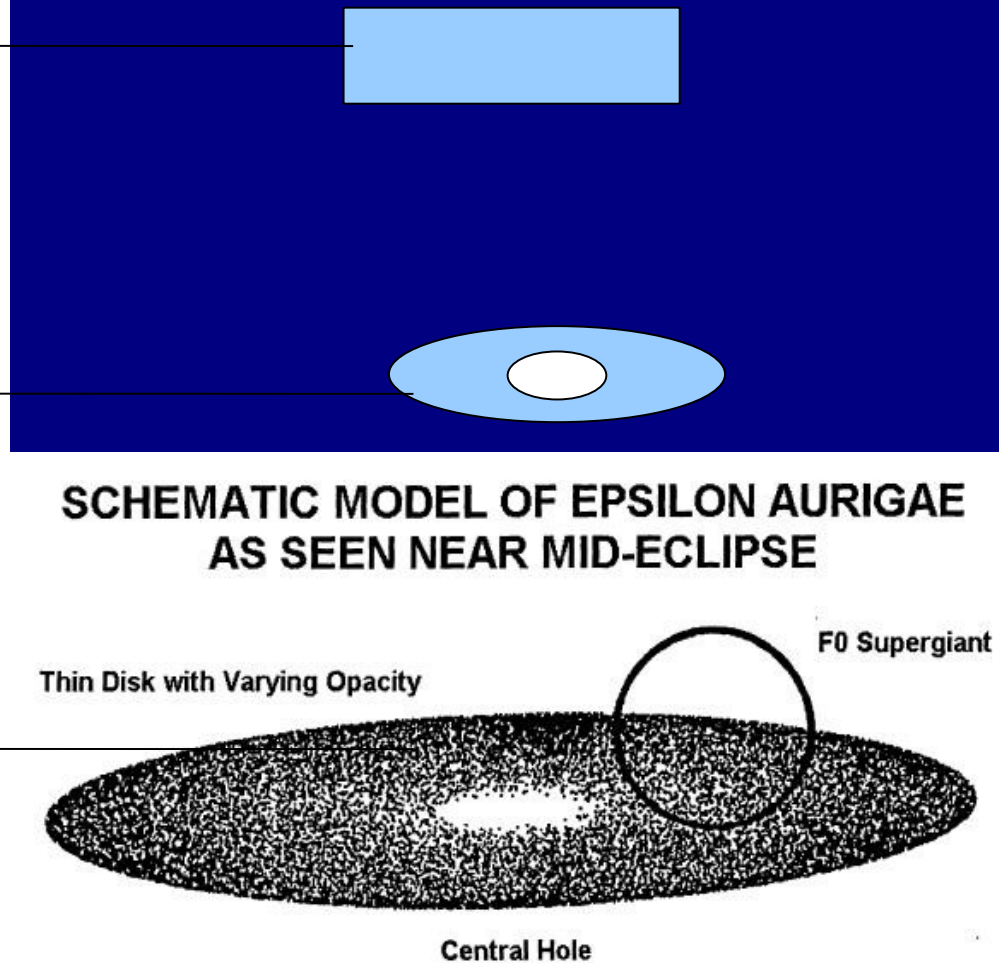 SCHEMATIC MODEL OF EPSILON AURIGAE
AS SEEN NEAR MID-ECLIPSE
F0 Supergiant
Thin Disk with Varying Opacity
Central Hole